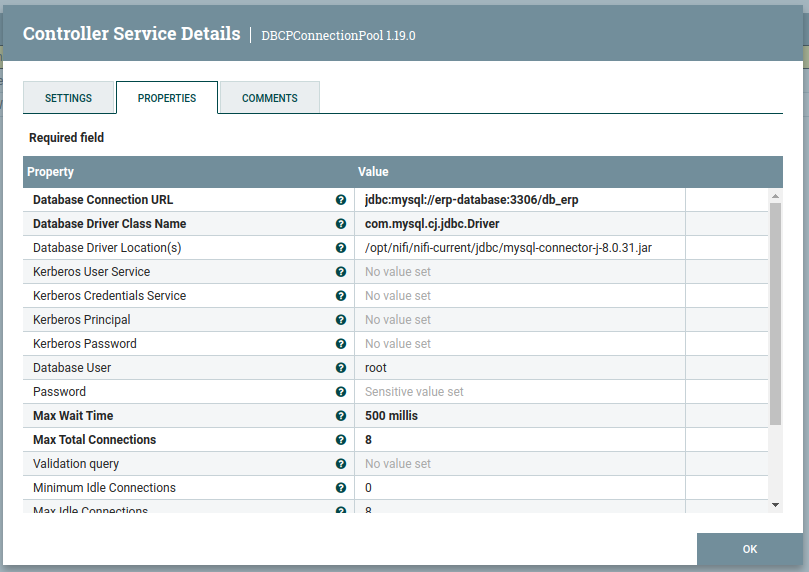 Controller Service Details | DBCPConnectionPool 1.19.0
SETTINGS PROPERTIES COMMENTS
Required field
Property Value
Database Connection URL jdbc:mysql://erp-database:3306/db_erp
Database Driver Class Name com.mysql.cj.jdbc.Driver
Database Driver Location(s) /opt/nifi/nifi-current/jdbc/mysql-connector-j-8.0.31.jar
Kerberos User Service No value set
Kerberos Credentials Service No value set
Kerberos Principal No value set
Kerberos Password No value set
Database User root
Password Sensitive value set
Max Wait Time 500 millis
Max Total Connections 8
Validation query No value set
Minimum Idle Connections 0
Max Idle Connections 8
OK